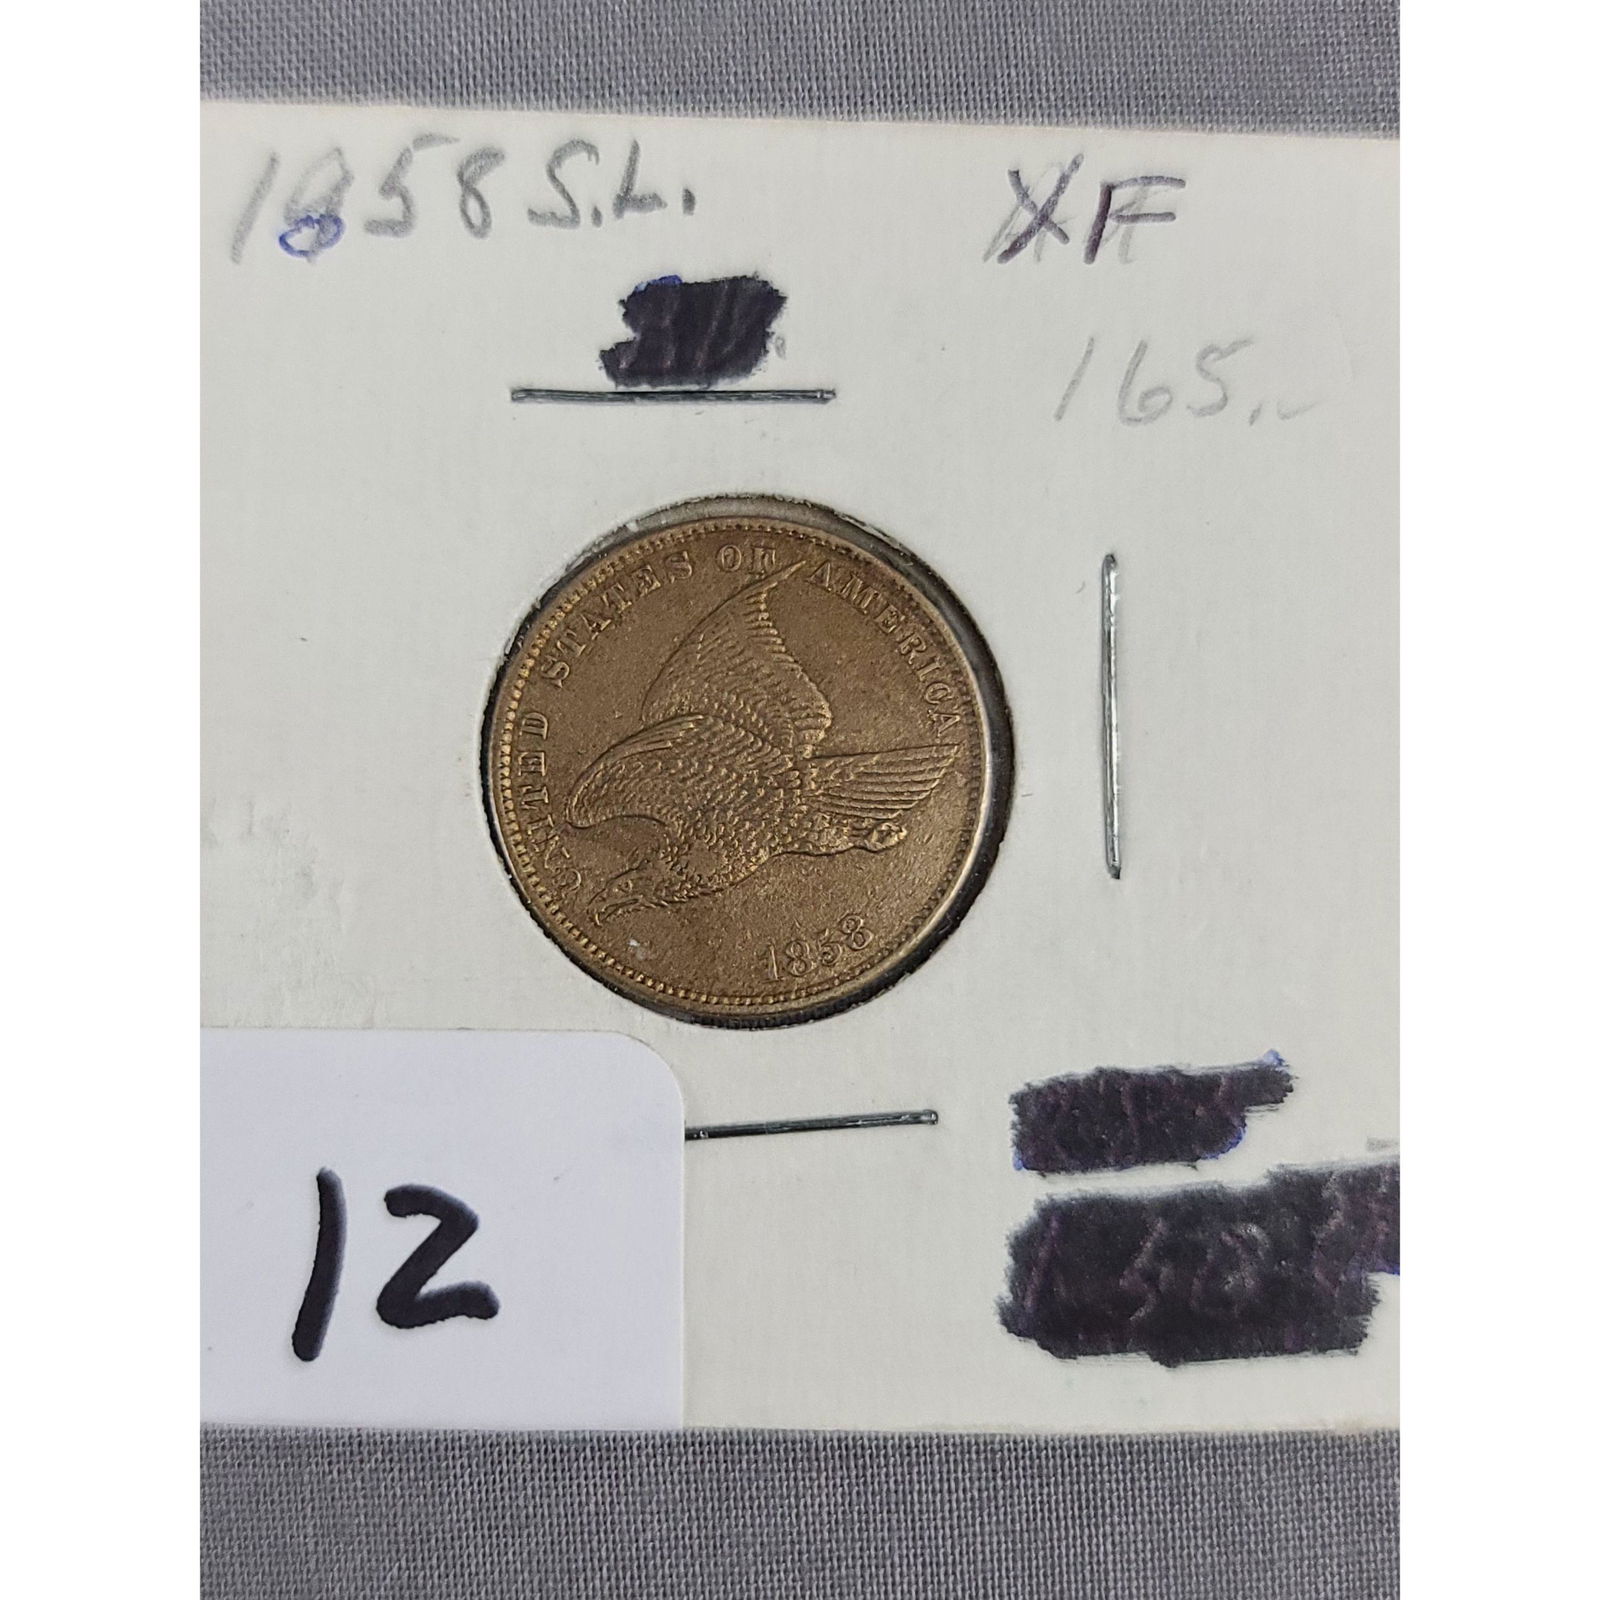 1858 S.L.
XF
165.
UNITED STATES OF AMERICA
1858
12